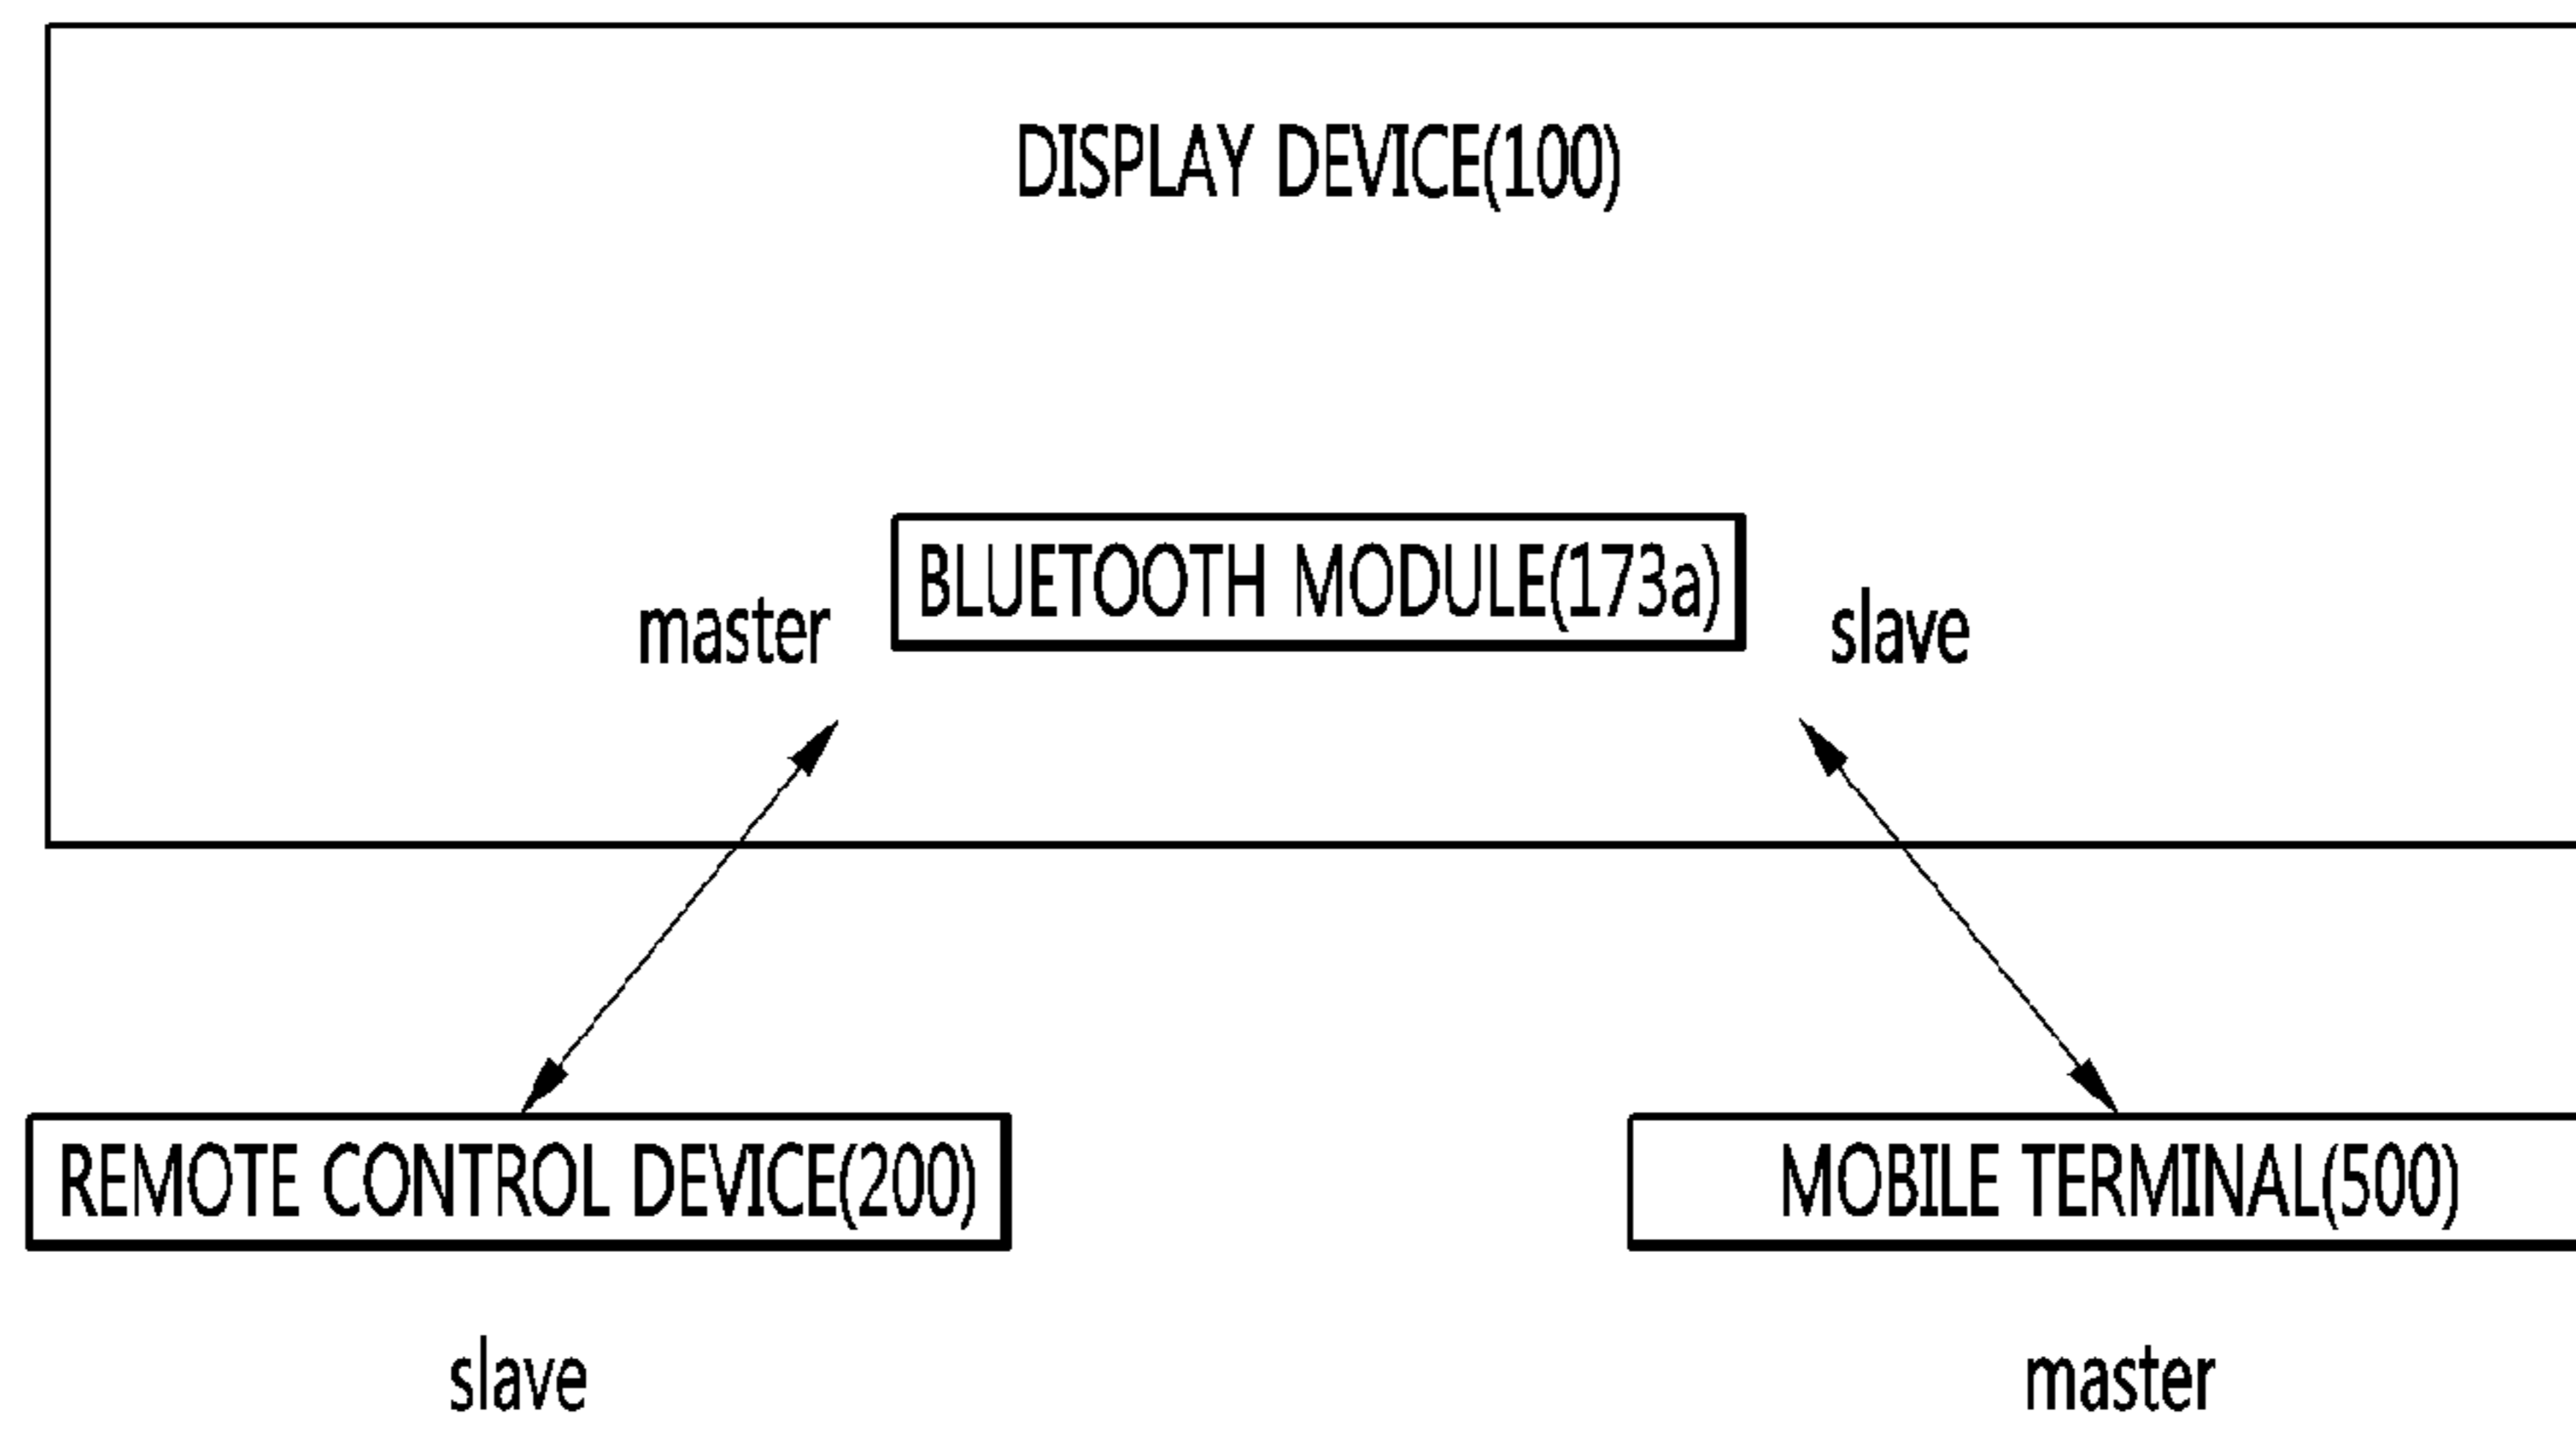 DISPLAY DEVICE(100)
BLUETOOTH MODULE(173a)
master
slave
REMOTE CONTROL DEVICE(200)
MOBILE TERMINAL(500)
slave
master